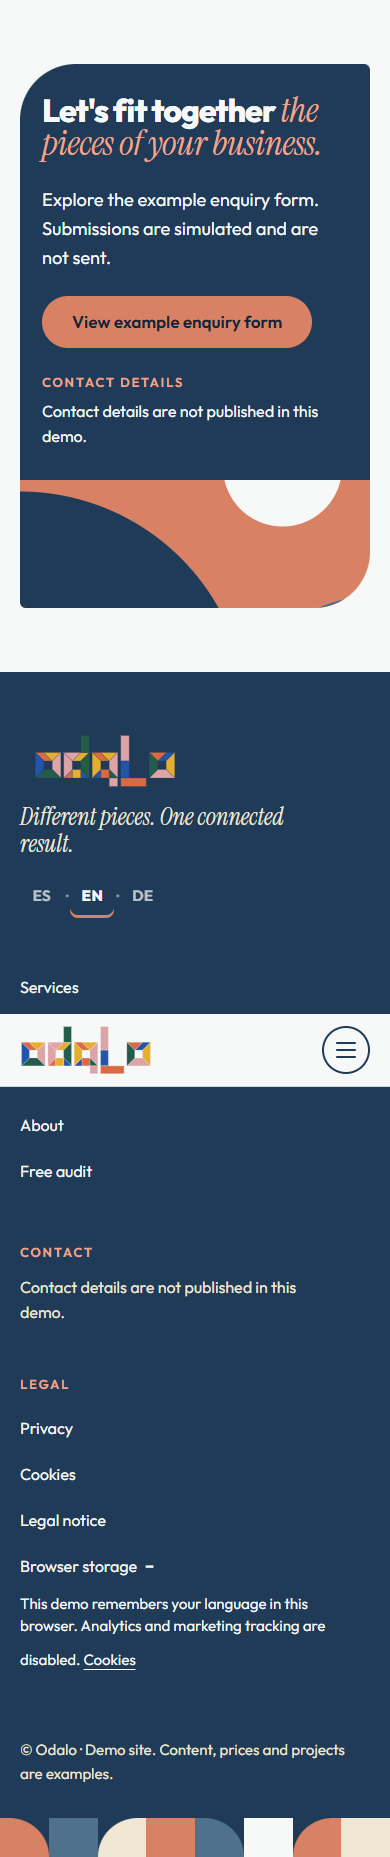 Let's fit together the
pieces of your business.
Explore the example enquiry form.
Submissions are simulated and are
not sent.
View example enquiry form
CONTACT DETAILS
Contact details are not published in this
demo.
odalo
Different pieces. One connected
result.
ES · EN · DE
Services
odalo
About
Free audit
CONTACT
Contact details are not published in this
demo.
LEGAL
Privacy
Cookies
Legal notice
Browser storage –
This demo remembers your language in this
browser. Analytics and marketing tracking are
disabled. Cookies
© Odalo · Demo site. Content, prices and projects
are examples.